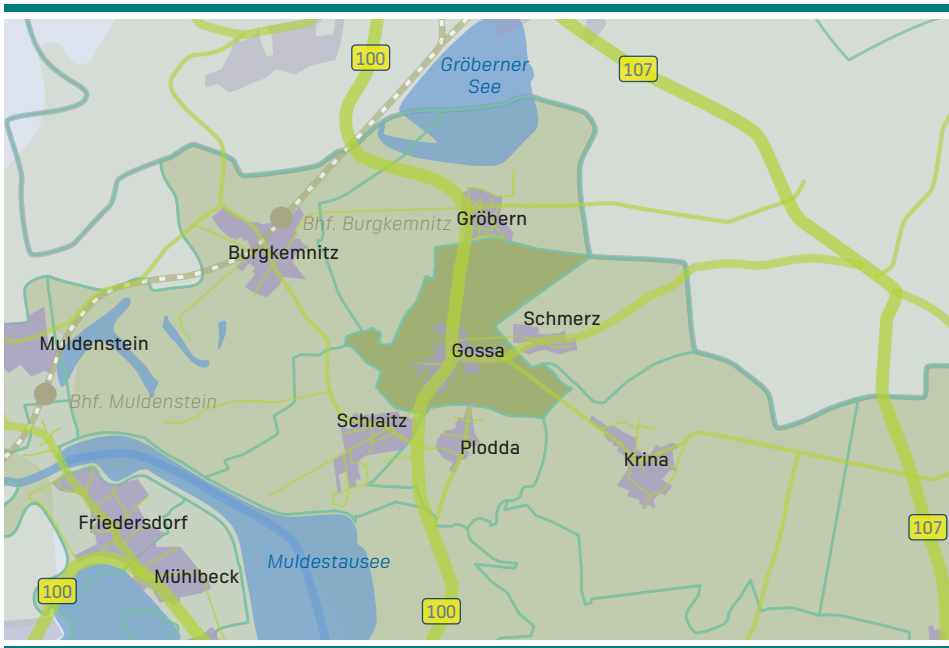 100
Gröberner
See
107
Gröbern
Bhf. Burgkemnitz
Burgkemnitz
Schmerz
Muldenstein
Gossa
Bhf. Muldenstein
Schlaitz
Plodda
Krina
Friedersdorf
107
Muldestausee
Mühlbeck
100
100